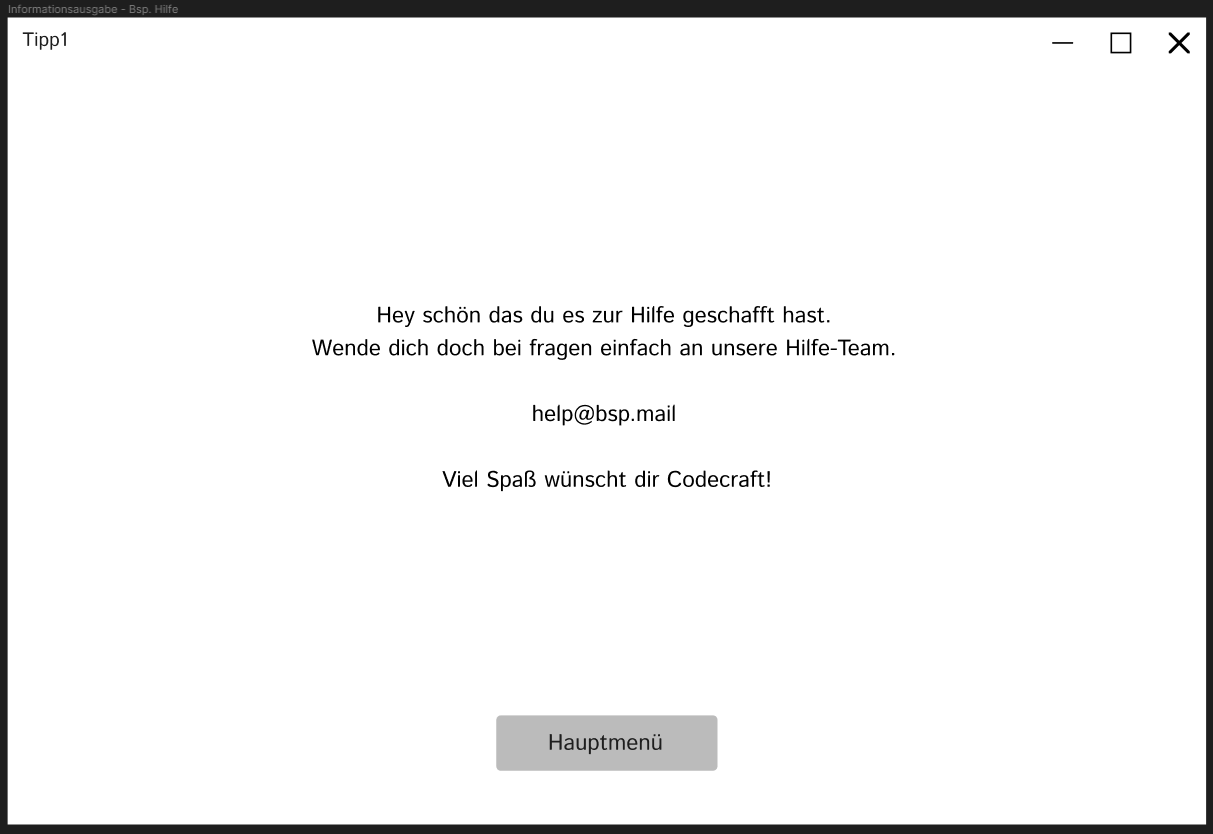 Informationsausgabe - Bsp. Hilfe
Tipp1
Hey schön das du es zur Hilfe geschafft hast.
Wende dich doch bei fragen einfach an unsere Hilfe-Team.
help@bsp.mail
Viel Spaß wünscht dir Codecraft!
Hauptmenü